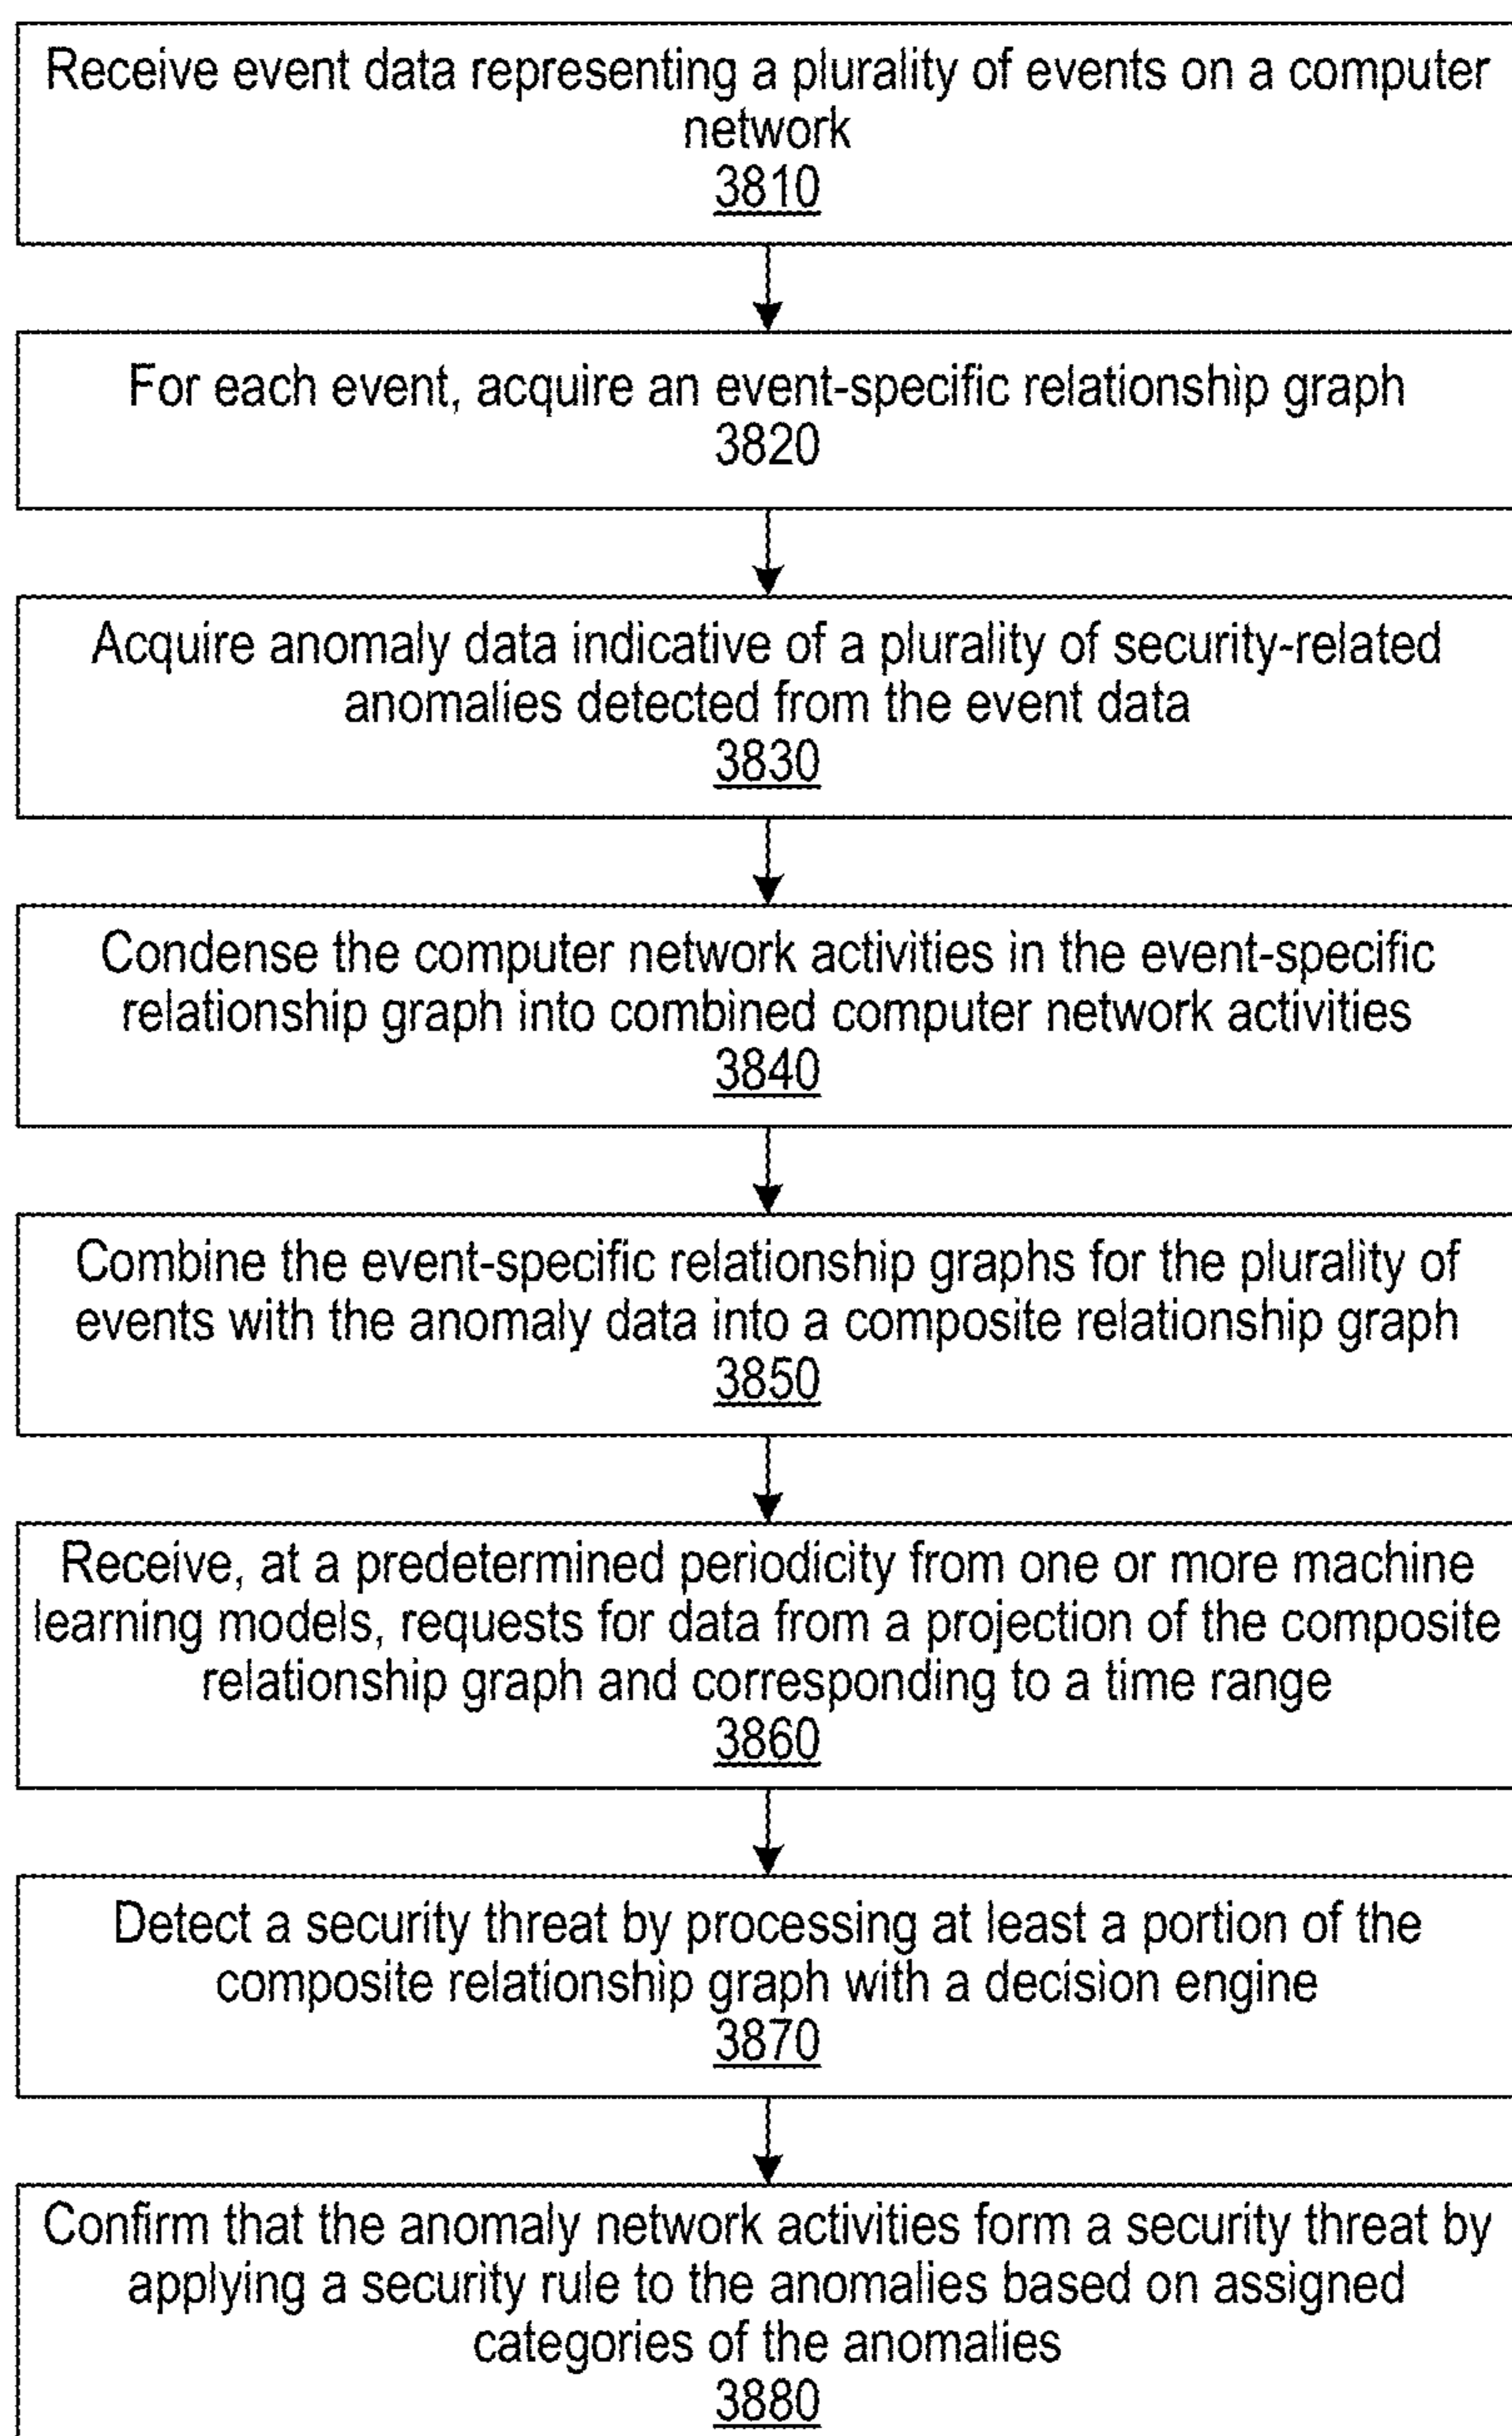 Receive event data representing a plurality of events on a computer
network
3810
For each event, acquire an event-specific relationship graph
3820
Acquire anomaly data indicative of a plurality of security-related
anomalies detected from the event data
3830
Condense the computer network activities in the event-specific
relationship graph into combined computer network activities
3840
Combine the event-specific relationship graphs for the plurality of
events with the anomaly data into a composite relationship graph
3850
Receive, at a predetermined periodicity from one or more machine
learning models, requests for data from a projection of the composite
relationship graph and corresponding to a time range
3860
Detect a security threat by processing at least a portion of the
composite relationship graph with a decision engine
3870
Confirm that the anomaly network activities form a security threat by
applying a security rule to the anomalies based on assigned
categories of the anomalies
3880